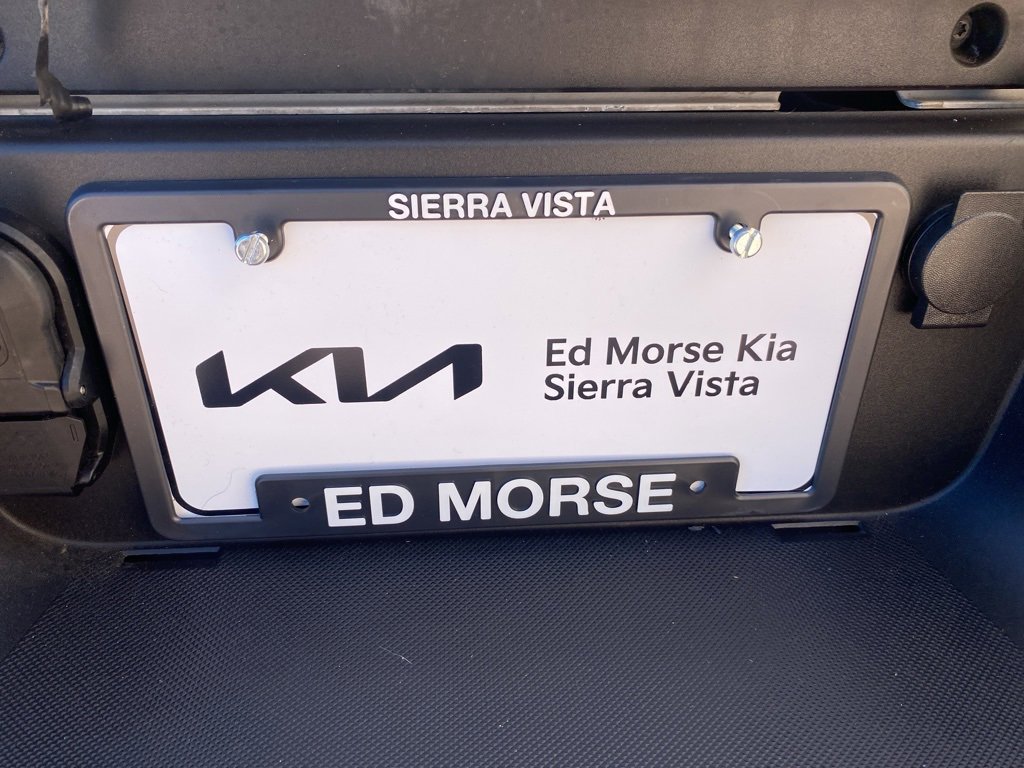 SIERRA VISTA
KIA
Ed Morse Kia
Sierra Vista
ED MORSE